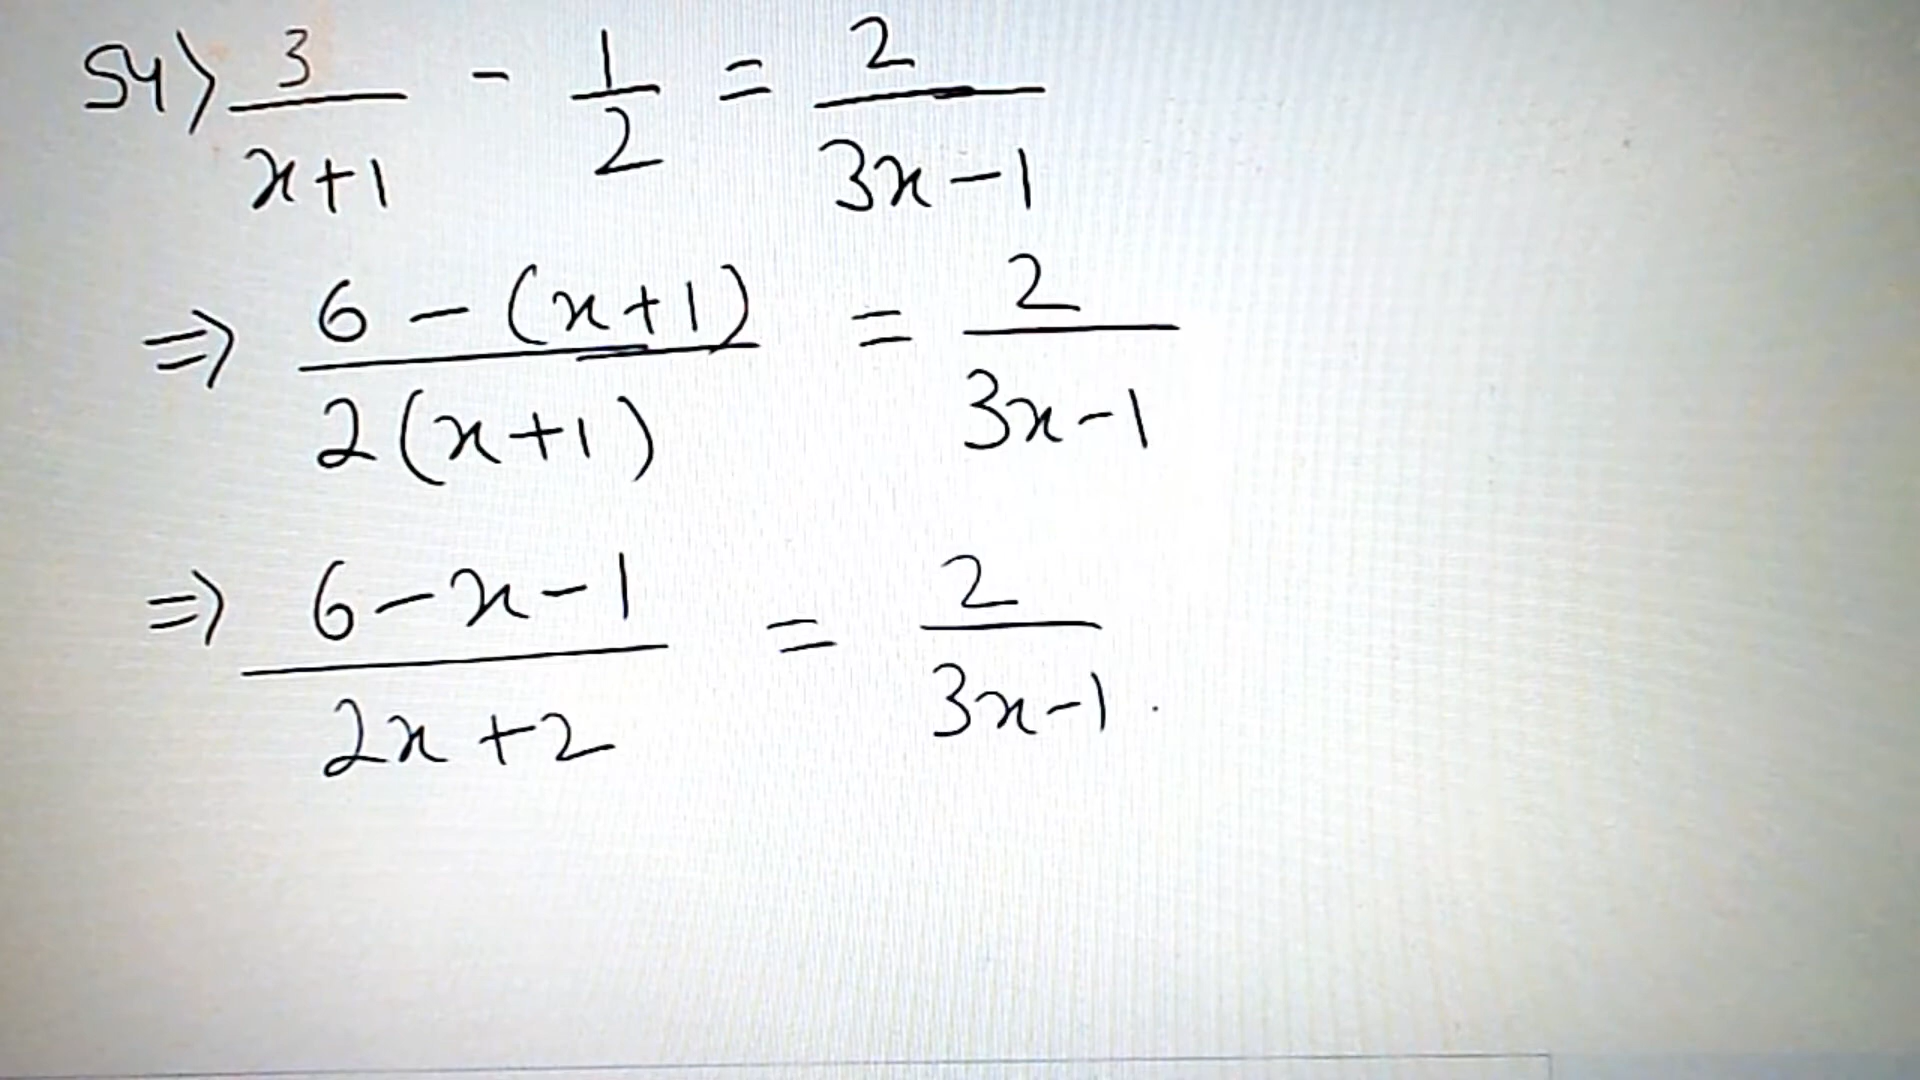 54) 3/(x+1) - 1/2 = 2/(3x-1)
⇒ (6-(x+1))/(2(x+1)) = 2/(3x-1)
⇒ (6-x-1)/(2x+2) = 2/(3x-1).